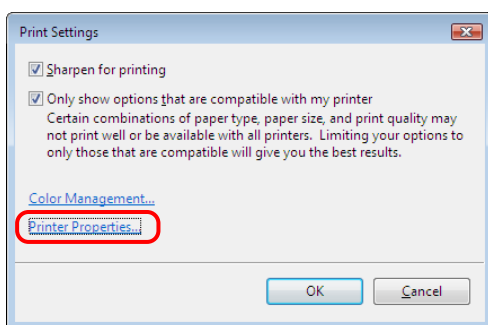 Print Settings
Sharpen for printing
Only show options that are compatible with my printer
Certain combinations of paper type, paper size, and print quality may
not print well or be available with all printers. Limiting your options to
only those that are compatible will give you the best results.
Color Management...
Printer Properties...
OK
Cancel